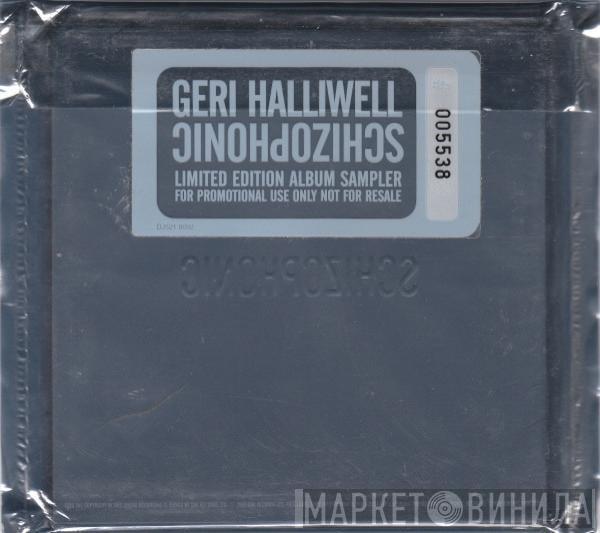 GERI HALLIWELL
SCHIZOPHONIC
LIMITED EDITION ALBUM SAMPLER
FOR PROMOTIONAL USE ONLY NOT FOR RESALE
005538
SCHIZOPHONIC
МАРКЕТ ВИНИЛА